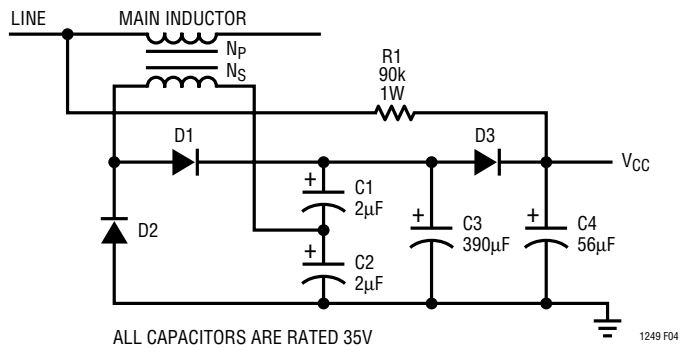 LINE
MAIN INDUCTOR
NP
NS
R1
90k
1W
D1
D3
VCC
D2
+
C1
2μF
+
C2
2μF
+
C3
390μF
+
C4
56μF
ALL CAPACITORS ARE RATED 35V
1249 F04